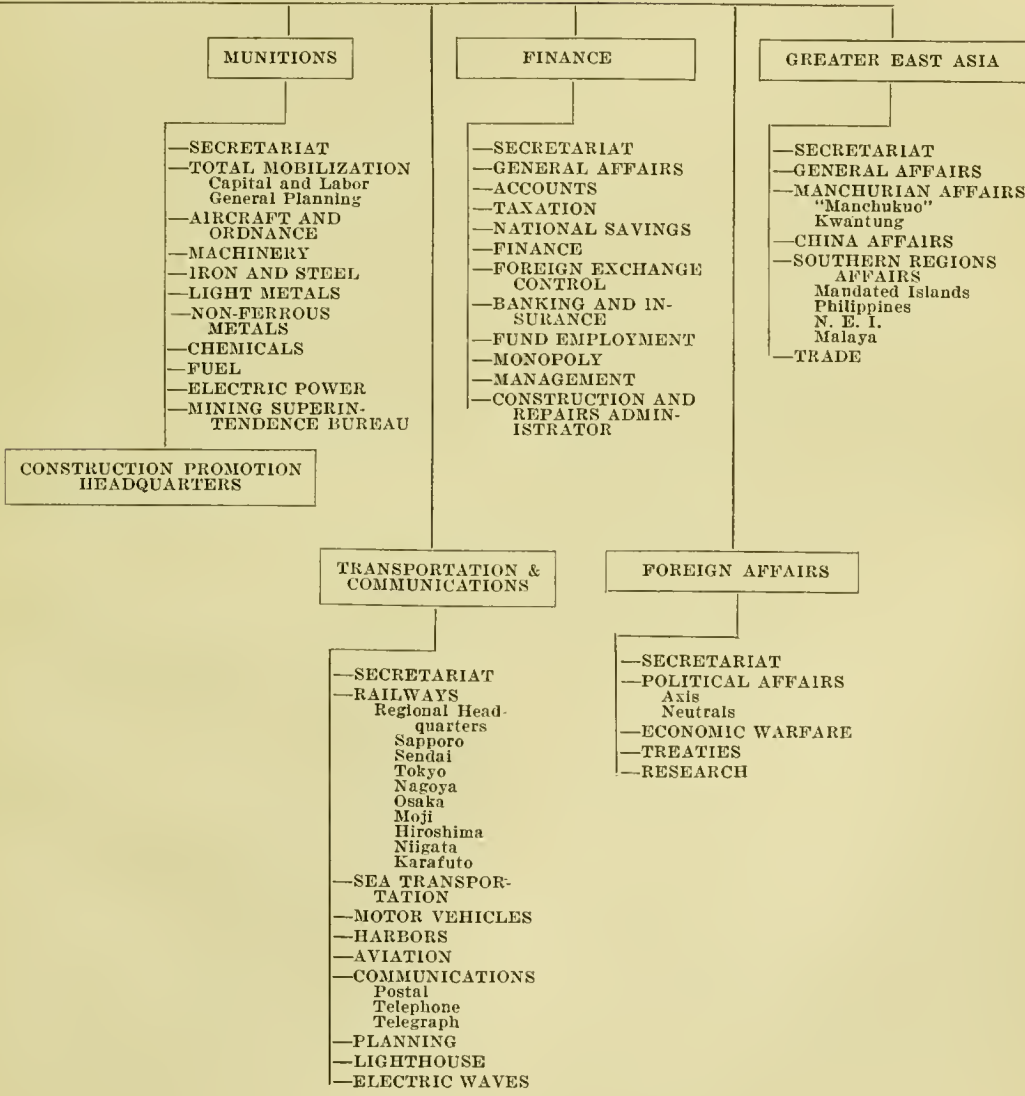 MUNITIONS
—SECRETARIAT
—TOTAL MOBILIZATION
Capital and Labor
General Planning
—AIRCRAFT AND
ORDNANCE
—MACHINERY
—IRON AND STEEL
—LIGHT METALS
—NON-FERROUS
METALS
—CHEMICALS
—FUEL
—ELECTRIC POWER
—MINING SUPERIN-
TENDENCE BUREAU
CONSTRUCTION PROMOTION
HEADQUARTERS
FINANCE
—SECRETARIAT
—GENERAL AFFAIRS
—ACCOUNTS
—TAXATION
—NATIONAL SAVINGS
—FINANCE
—FOREIGN EXCHANGE
CONTROL
—BANKING AND IN-
SURANCE
—FUND EMPLOYMENT
—MONOPOLY
—MANAGEMENT
—CONSTRUCTION AND
REPAIRS ADMIN-
ISTRATOR
GREATER EAST ASIA
—SECRETARIAT
—GENERAL AFFAIRS
—MANCHURIAN AFFAIRS
"Manchukuo"
Kwantung
—CHINA AFFAIRS
—SOUTHERN REGIONS
AFFAIRS
Mandated Islands
Philippines
N. E. I.
Malaya
—TRADE
TRANSPORTATION &
COMMUNICATIONS
—SECRETARIAT
—RAILWAYS
Regional Head-
quarters
Sapporo
Sendai
Tokyo
Nagoya
Osaka
Moji
Hiroshima
Niigata
Karafuto
—SEA TRANSPOR-
TATION
—MOTOR VEHICLES
—HARBORS
—AVIATION
—COMMUNICATIONS
Postal
Telephone
Telegraph
—PLANNING
—LIGHTHOUSE
—ELECTRIC WAVES
FOREIGN AFFAIRS
—SECRETARIAT
—POLITICAL AFFAIRS
Axis
Neutrals
—ECONOMIC WARFARE
—TREATIES
—RESEARCH